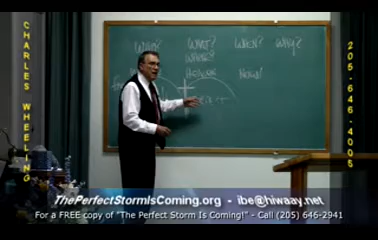 WHO? WHAT? WHEN? WHY?
WHERE?
NOW!
CHARLES WHEELING
205-646-4005
ThePerfectStormIsComing.org - ibe@hiwaay.net
For a FREE copy of "The Perfect Storm Is Coming!" - Call (205) 646-2941